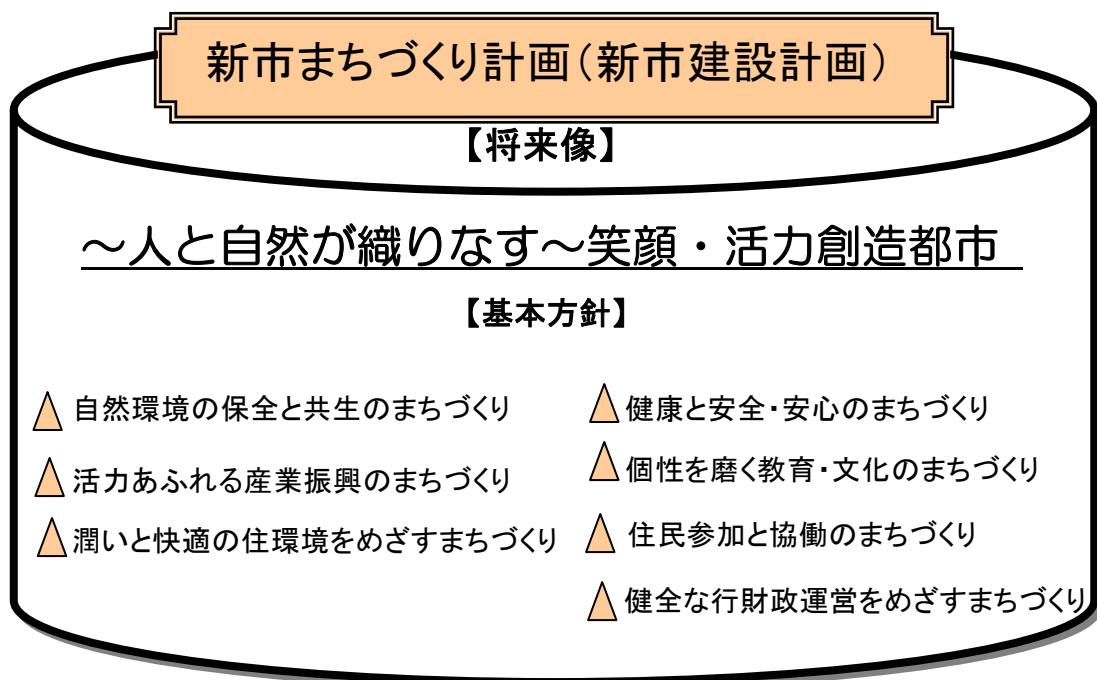 新市まちづくり計画(新市建設計画)
【将来像】
～人と自然が織りなす～笑顔・活力創造都市
【基本方針】
自然環境の保全と共生のまちづくり
活力あふれる産業振興のまちづくり
潤いと快適の住環境をめざすまちづくり
健康と安全・安心のまちづくり
個性を磨く教育・文化のまちづくり
住民参加と協働のまちづくり
健全な行財政運営をめざすまちづくり